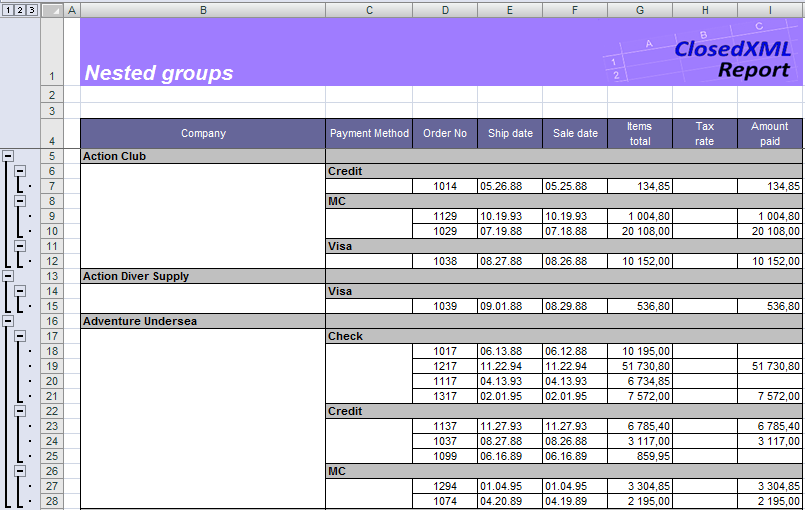 1 2 3 A B C D E F G H I
1 Nested groups A B C 1 2 ClosedXML
Report
2
3
4 Company Payment Method Order No Ship date Sale date Items total Tax rate Amount paid
5 Action Club
6 Credit
7 1014 05.26.88 05.25.88 134,85 134,85
8 MC
9 1129 10.19.93 10.19.93 1 004,80 1 004,80
10 1029 07.19.88 07.18.88 20 108,00 20 108,00
11 Visa
12 1038 08.27.88 08.26.88 10 152,00 10 152,00
13 Action Diver Supply
14 Visa
15 1039 09.01.88 08.29.88 536,80 536,80
16 Adventure Undersea
17 Check
18 1017 06.13.88 06.12.88 10 195,00
19 1217 11.22.94 11.22.94 51 730,80 51 730,80
20 1117 04.13.93 04.13.93 6 734,85
21 1317 02.01.95 02.01.95 7 572,00 7 572,00
22 Credit
23 1137 11.27.93 11.27.93 6 785,40 6 785,40
24 1037 08.27.88 08.26.88 3 117,00 3 117,00
25 1099 06.16.89 06.16.89 859,95
26 MC
27 1294 01.04.95 01.04.95 3 304,85 3 304,85
28 1074 04.20.89 04.19.89 2 195,00 2 195,00